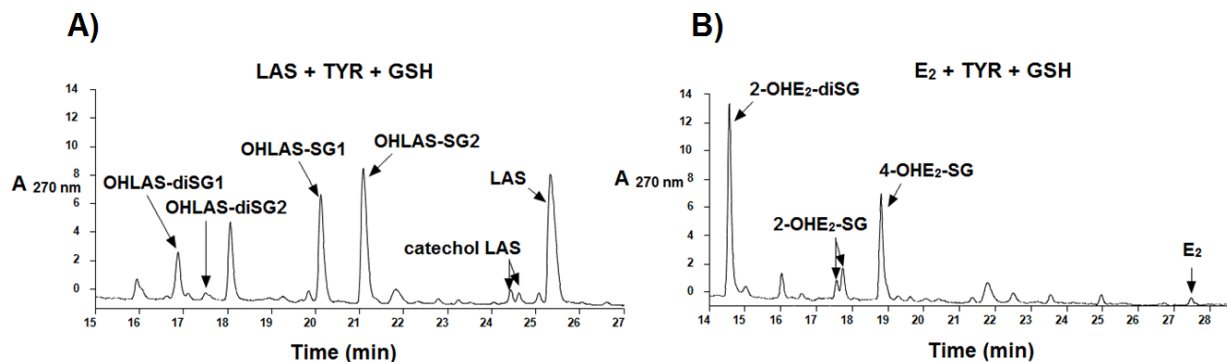 A)
LAS + TYR + GSH
14
12
10
8
6
4
2
0
A 270 nm
OHLAS-diSG1
OHLAS-diSG2
OHLAS-SG1
OHLAS-SG2
LAS
catechol LAS
15 16 17 18 19 20 21 22 23 24 25 26 27
Time (min)
B)
E2 + TYR + GSH
14
12
10
8
6
4
2
0
A 270 nm
2-OHE2-diSG
4-OHE2-SG
2-OHE2-SG
E2
14 15 16 17 18 19 20 21 22 23 24 25 26 27 28
Time (min)